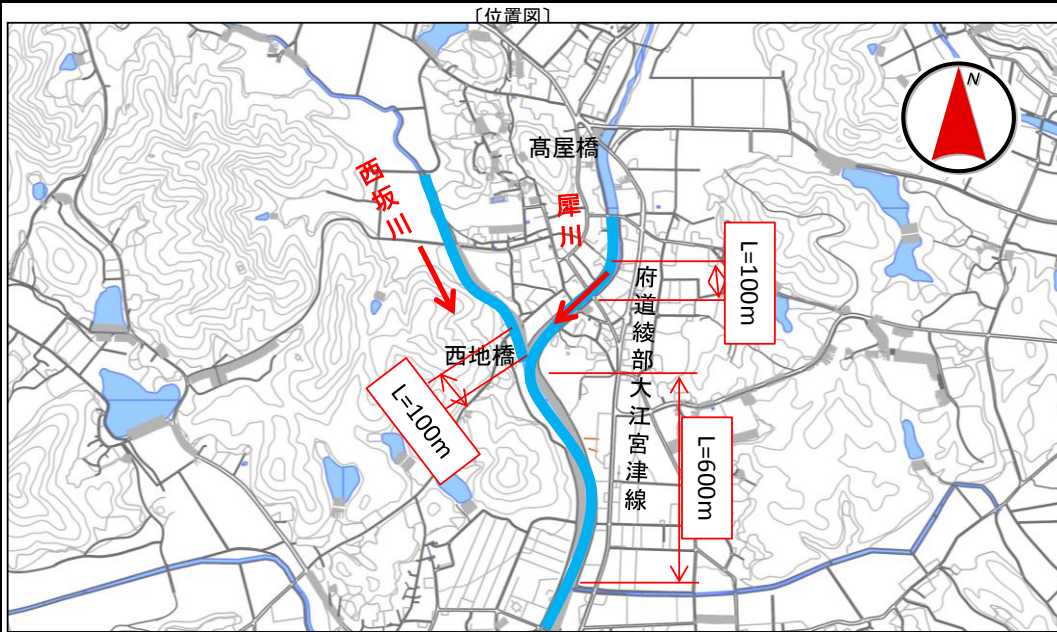 〔位置図〕
N
髙屋橋
西坂川
犀川
L=100m
府道綾部大江宮津線
西地橋
L=100m
L=600m